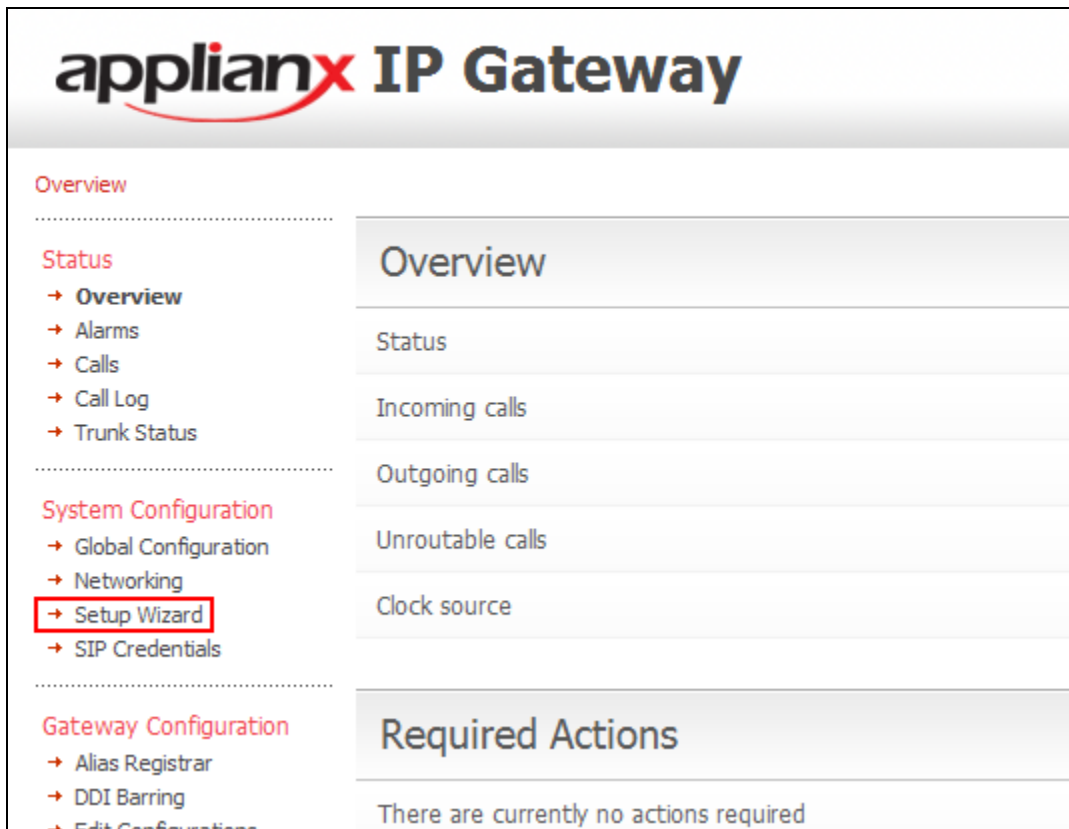 applianx IP Gateway
Overview
Status
Overview
Alarms
Calls
Call Log
Trunk Status
System Configuration
Global Configuration
Networking
Setup Wizard
SIP Credentials
Gateway Configuration
Alias Registrar
DDI Barring
Edit Configurations
Overview
Status
Incoming calls
Outgoing calls
Unroutable calls
Clock source
Required Actions
There are currently no actions required